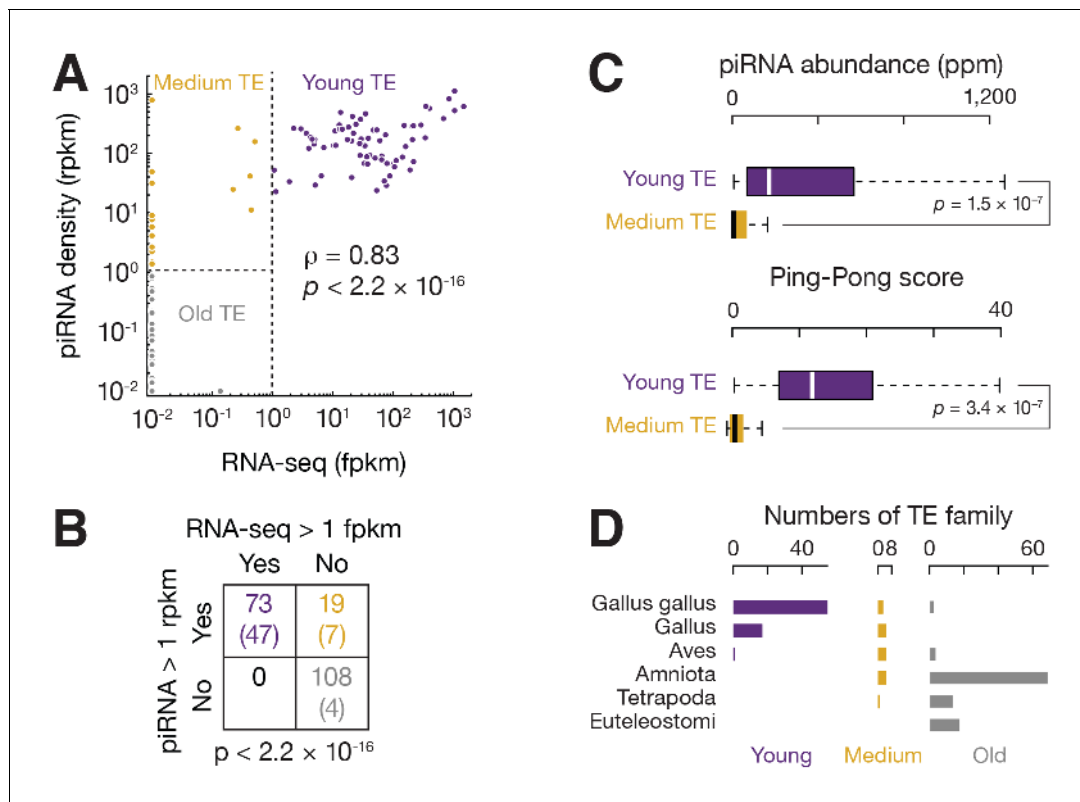 A
Medium TE
Young TE
piRNA density (rpkm)
10³
10²
10¹
10⁰
10⁻¹
10⁻²
Old TE
ρ = 0.83
p < 2.2 × 10⁻¹⁶
10⁻² 10⁻¹ 10⁰ 10¹ 10² 10³
RNA-seq (fpkm)
B
RNA-seq > 1 fpkm
Yes No
piRNA > 1 rpkm
Yes
No
73 19
(47) (7)
0 108
(4)
p < 2.2 × 10⁻¹⁶
C
piRNA abundance (ppm)
0 1,200
Young TE
Medium TE
p = 1.5 × 10⁻⁷
Ping-Pong score
0 40
Young TE
Medium TE
p = 3.4 × 10⁻⁷
D
Numbers of TE family
0 40 0 8 0 60
Gallus gallus
Gallus
Aves
Amniota
Tetrapoda
Euteleostomi
Young Medium Old